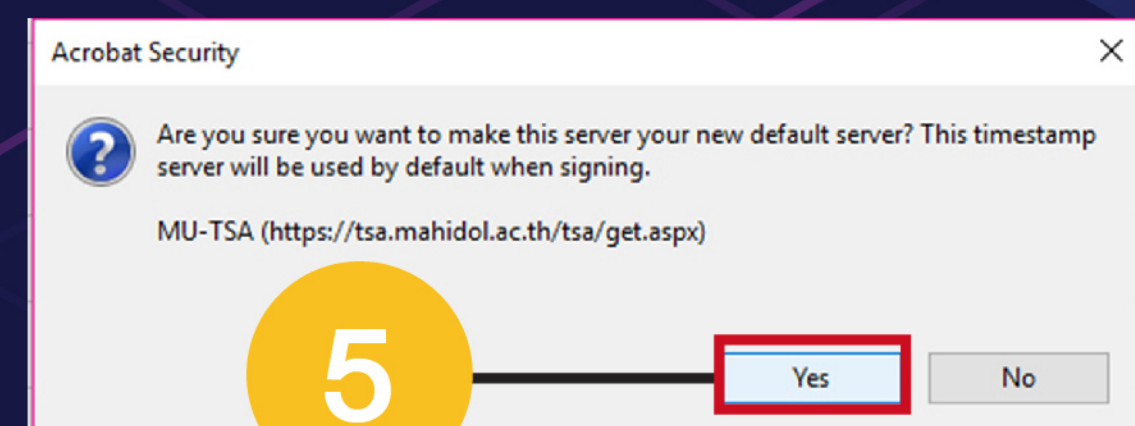 Acrobat Security
Are you sure you want to make this server your new default server? This timestamp
server will be used by default when signing.
MU-TSA (https://tsa.mahidol.ac.th/tsa/get.aspx)
5
Yes
No